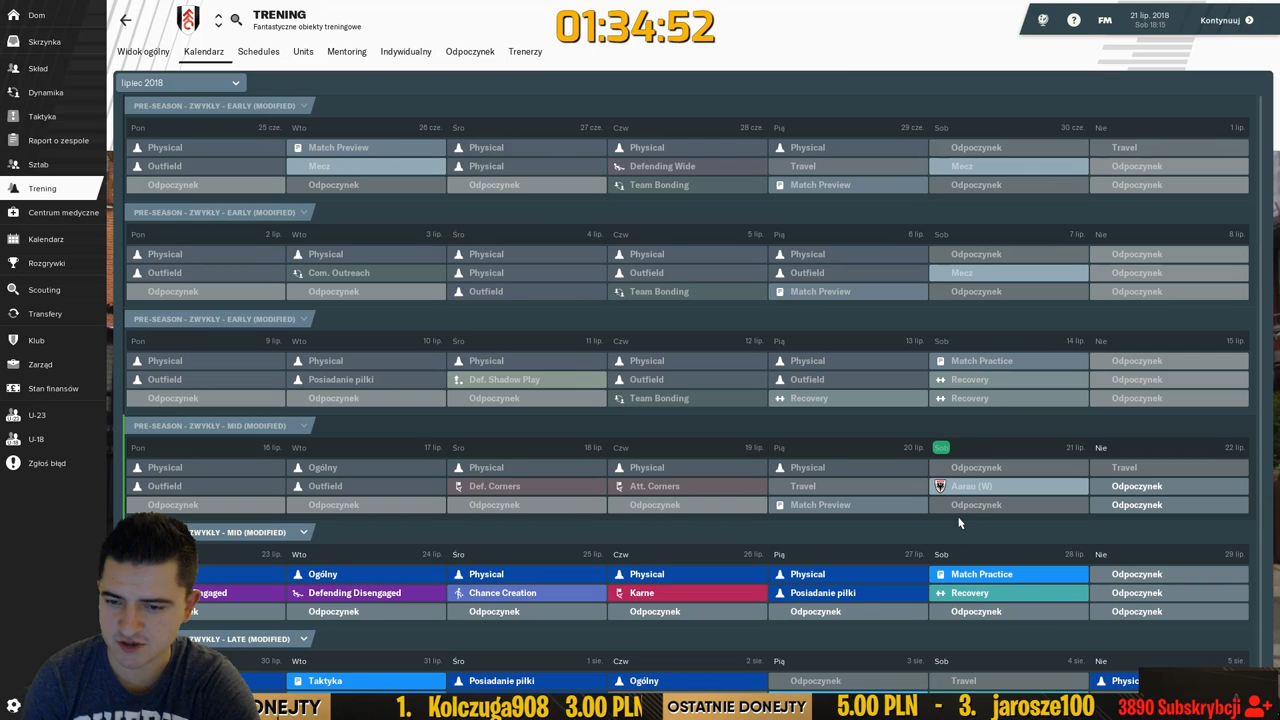 Dom
Skrzynka
Skład
Dynamika
Taktyka
Raport o zespole
Sztab
Trening
Centrum medyczne
Kalendarz
Rozgrywki
Scouting
Transfery
Klub
Zarząd
Stan finansów
U-23
U-18
Zgłoś błąd
TRENING
Fantastyczne obiekty treningowe
01:34:52
FM
21 lip. 2018
Sob 18:15
Kontynuuj
Widok ogólny Kalendarz Schedules Units Mentoring Indywidualny Odpoczynek Trenerzy
lipiec 2018
PRE-SEASON - ZWYKŁY - EARLY (MODIFIED)
Pon 25 cze. Wto 26 cze. Śro 27 cze. Czw 28 cze. Pią 29 cze. Sob 30 cze. Nie 1 lip.
Physical Match Preview Physical Physical Physical Odpoczynek Travel
Outfield Mecz Physical Defending Wide Travel Mecz Odpoczynek
Odpoczynek Odpoczynek Odpoczynek Team Bonding Match Preview Odpoczynek Odpoczynek
PRE-SEASON - ZWYKŁY - EARLY (MODIFIED)
Pon 2 lip. Wto 3 lip. Śro 4 lip. Czw 5 lip. Pią 6 lip. Sob 7 lip. Nie 8 lip.
Physical Physical Physical Physical Physical Odpoczynek Odpoczynek
Outfield Com. Outreach Physical Outfield Outfield Mecz Odpoczynek
Odpoczynek Odpoczynek Outfield Team Bonding Match Preview Odpoczynek Odpoczynek
PRE-SEASON - ZWYKŁY - EARLY (MODIFIED)
Pon 9 lip. Wto 10 lip. Śro 11 lip. Czw 12 lip. Pią 13 lip. Sob 14 lip. Nie 15 lip.
Physical Physical Physical Physical Physical Match Practice Odpoczynek
Outfield Posiadanie piłki Def. Shadow Play Outfield Outfield Recovery Odpoczynek
Odpoczynek Odpoczynek Odpoczynek Team Bonding Recovery Recovery Odpoczynek
PRE-SEASON - ZWYKŁY - MID (MODIFIED)
Pon 16 lip. Wto 17 lip. Śro 18 lip. Czw 19 lip. Pią 20 lip. Sob 21 lip. Nie 22 lip.
Physical Ogólny Physical Physical Physical Odpoczynek Travel
Outfield Outfield Def. Corners Att. Corners Travel Aarau (W) Odpoczynek
Odpoczynek Odpoczynek Odpoczynek Odpoczynek Match Preview Odpoczynek Odpoczynek
ZWYKŁY - MID (MODIFIED)
23 lip. Wto 24 lip. Śro 25 lip. Czw 26 lip. Pią 27 lip. Sob 28 lip. Nie 29 lip.
Ogólny Physical Physical Physical Match Practice Odpoczynek
Defending Disengaged Chance Creation Karne Posiadanie piłki Recovery Odpoczynek
Odpoczynek Odpoczynek Odpoczynek Odpoczynek Odpoczynek Odpoczynek
ZWYKŁY - LATE (MODIFIED)
30 lip. Wto 31 lip. Śro 1 sie. Czw 2 sie. Pią 3 sie. Sob 4 sie. Nie 5 sie.
Taktyka Posiadanie piłki Ogólny Odpoczynek Travel
DONEJTY 1. Kolczuga908 3.00 PLN OSTATNIE DONEJTY 5.00 PLN - 3. jarosze100 3890 Subskrybcji